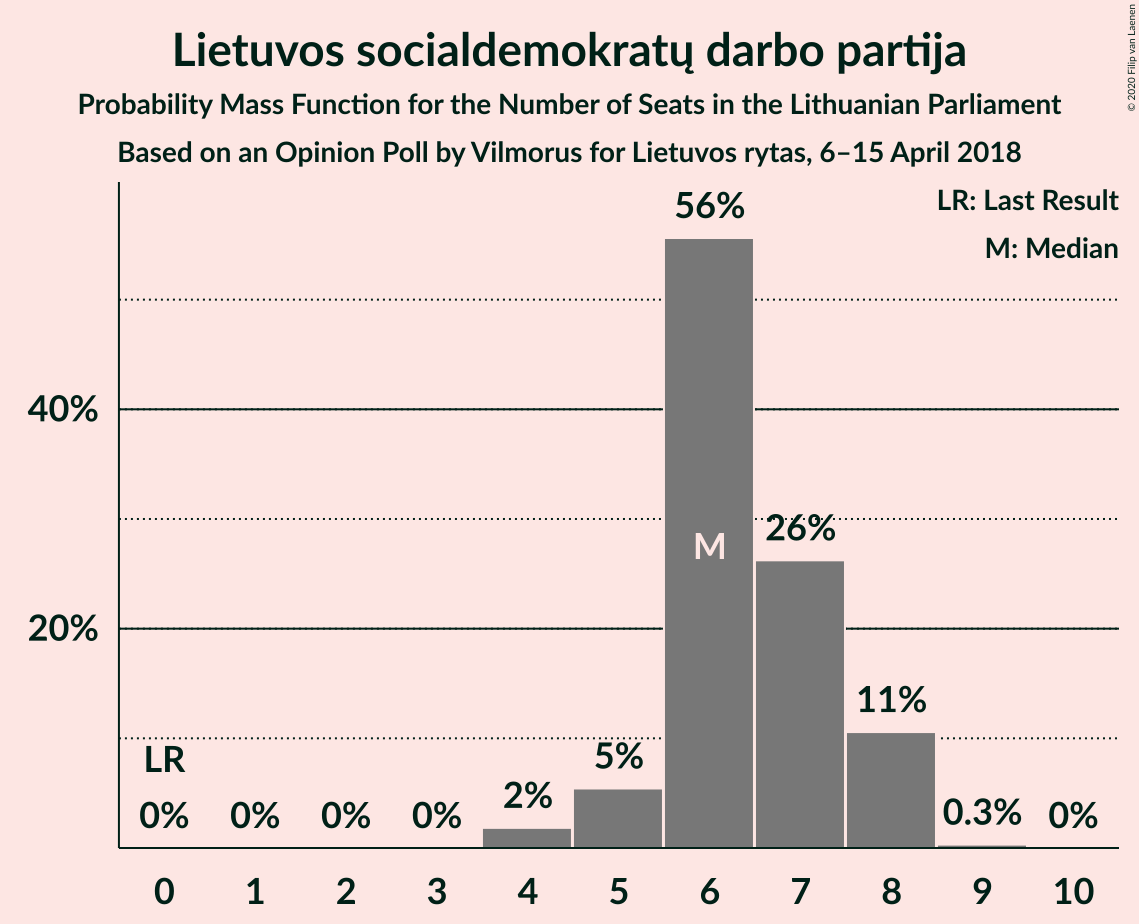 Lietuvos socialdemokratų darbo partija
Probability Mass Function for the Number of Seats in the Lithuanian Parliament
Based on an Opinion Poll by Vilmorus for Lietuvos rytas, 6–15 April 2018
© 2020 Filip van Laenen
LR: Last Result
M: Median
56%
40%
M
26%
20%
11%
LR
5%
2%
0%
0%
0%
0%
0.3%
0%
0 1 2 3 4 5 6 7 8 9 10